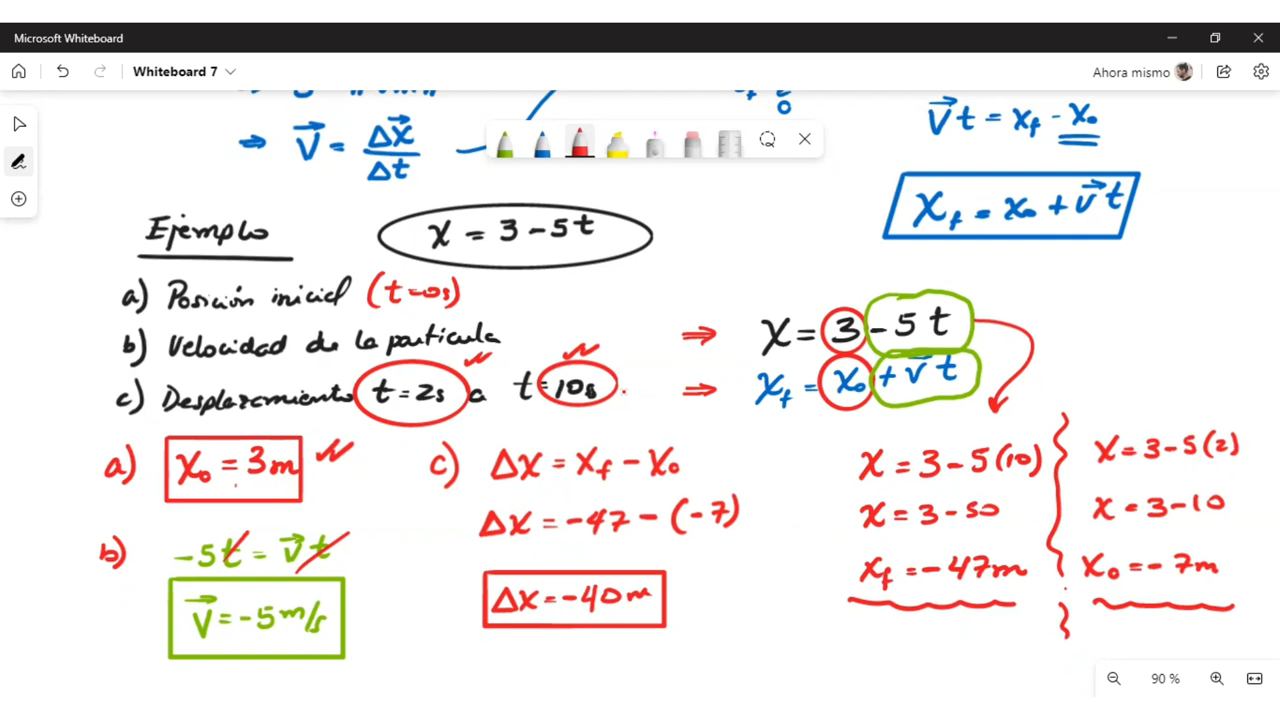 Microsoft Whiteboard
Whiteboard 7
Ahora mismo
⇒ V⃗ = Δx⃗ / Δt
V⃗ t = xf - x₀
xf = x₀ + v⃗ t
Ejemplo
x = 3 - 5t
a) Posición inicial (t=0s)
b) Velocidad de la partícula
c) Desplazamiento t = 2s a t = 10s
⇒ x = 3 - 5t
⇒ xf = x₀ + v⃗ t
a) x₀ = 3m
b) -5t = v⃗ t
V⃗ = -5 m/s
c) Δx = xf - x₀
Δx = -47 - (-7)
Δx = -40m
x = 3 - 5(10)
x = 3 - 50
xf = -47m
x = 3 - 5(2)
x = 3 - 10
x₀ = -7m
90 %